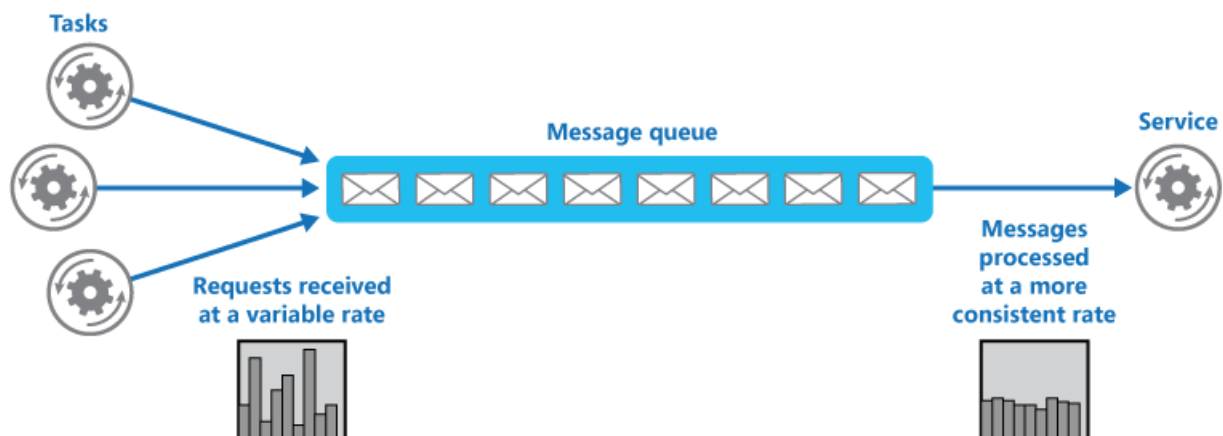 Tasks
Message queue
Service
Requests received
at a variable rate
Messages
processed
at a more
consistent rate